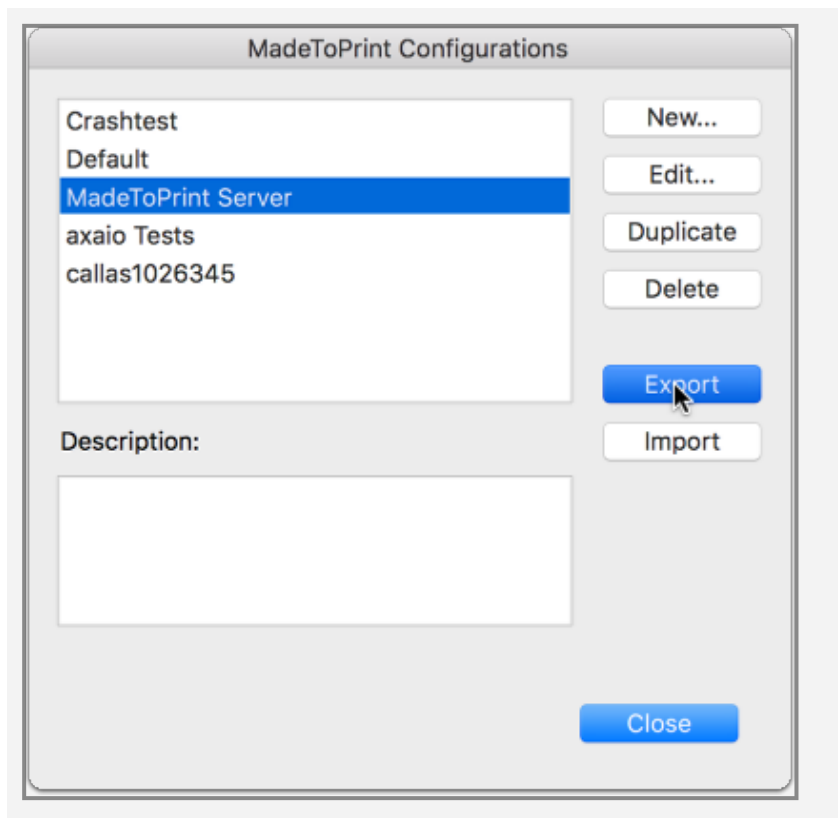 MadeToPrint Configurations
Crashtest
Default
MadeToPrint Server
axaio Tests
callas1026345
New...
Edit...
Duplicate
Delete
Export
Import
Description:
Close